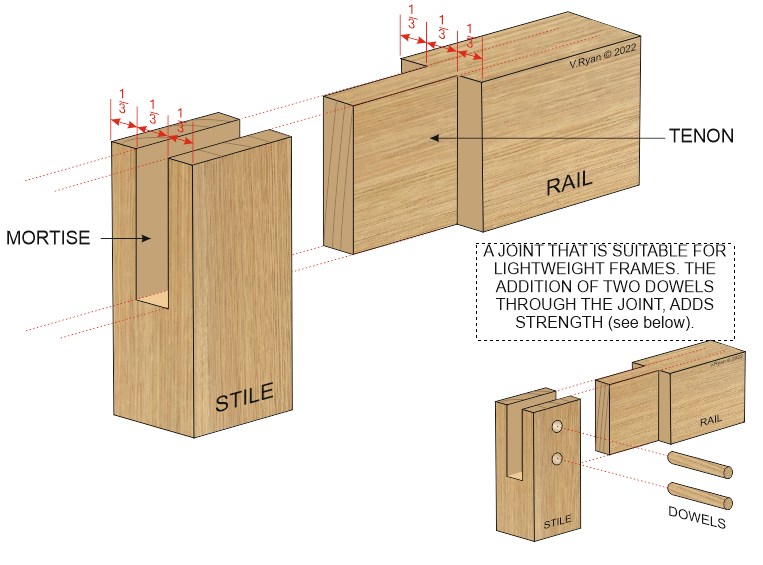 1/3 1/3 1/3
V.Ryan © 2022
1/3 1/3 1/3
TENON
RAIL
MORTISE
STILE
A JOINT THAT IS SUITABLE FOR
LIGHTWEIGHT FRAMES. THE
ADDITION OF TWO DOWELS
THROUGH THE JOINT, ADDS
STRENGTH (see below).
V.Ryan © 2022
RAIL
STILE
DOWELS